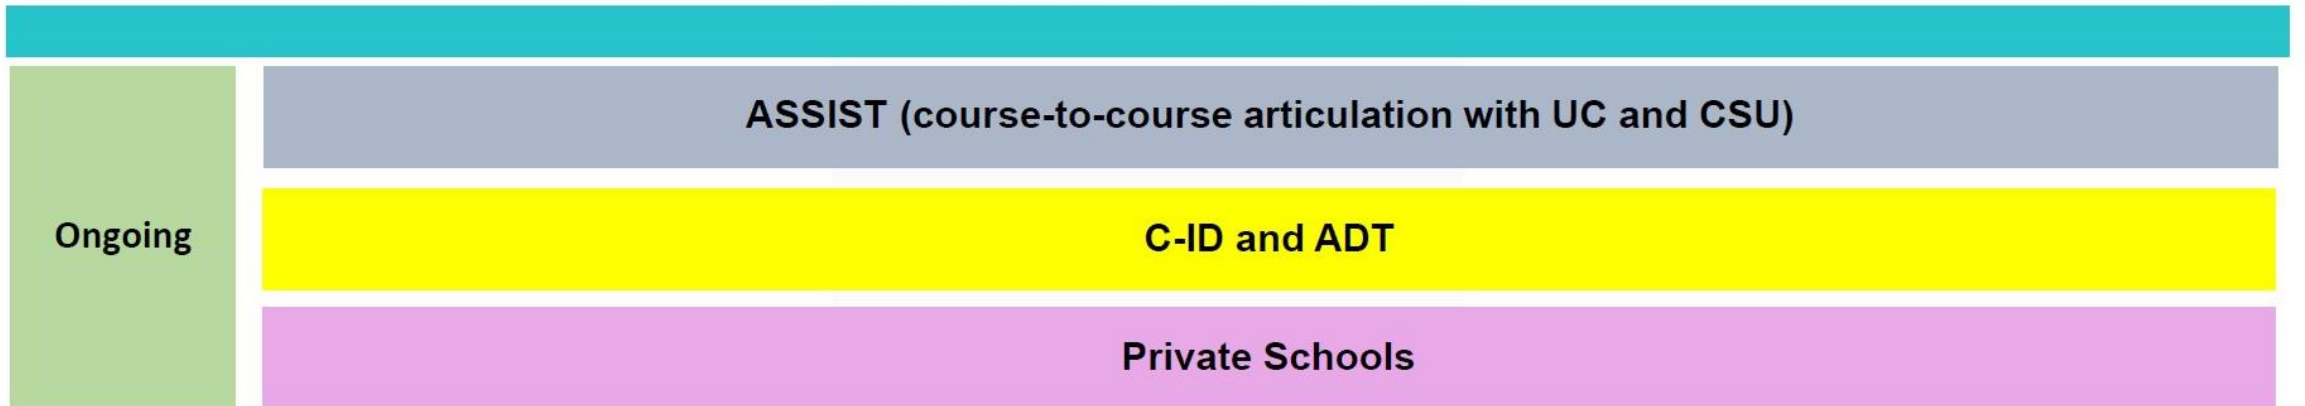 ASSIST (course-to-course articulation with UC and CSU)
Ongoing
C-ID and ADT
Private Schools